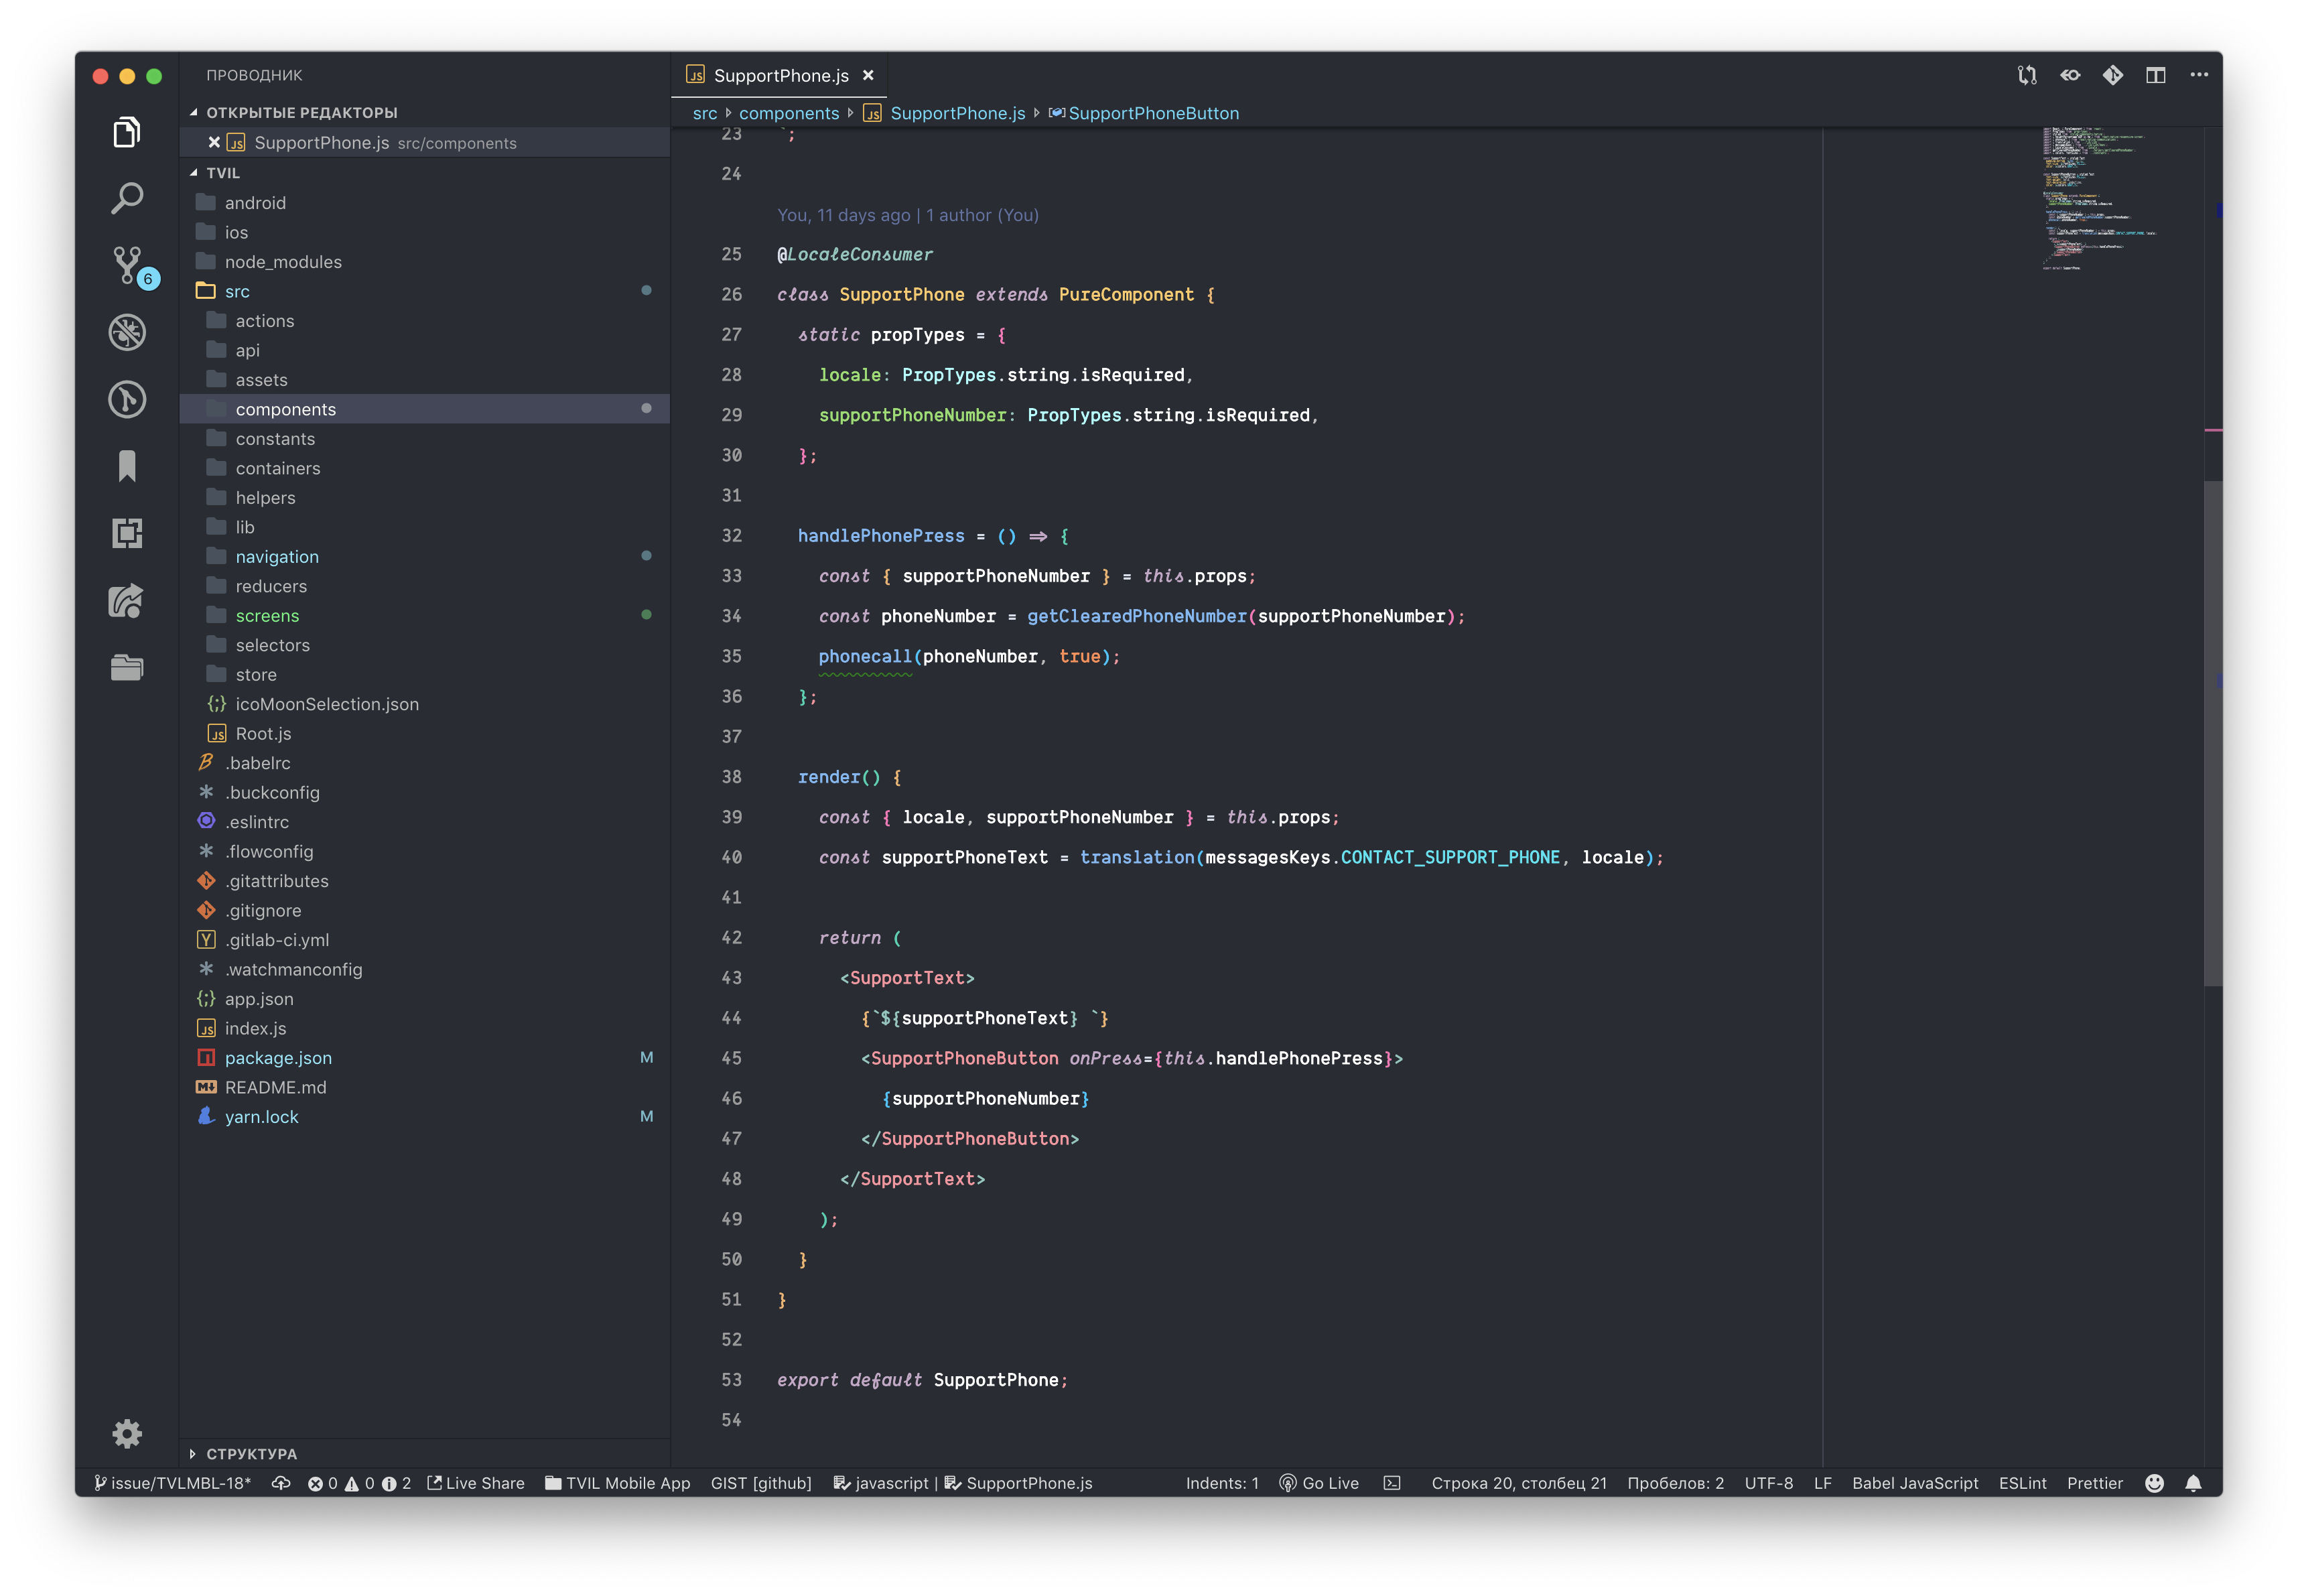 ПРОВОДНИК
ОТКРЫТЫЕ РЕДАКТОРЫ
JS SupportPhone.js src/components
TVIL
android
ios
node_modules
src
actions
api
assets
components
constants
containers
helpers
lib
navigation
reducers
screens
selectors
store
{;} icoMoonSelection.json
JS Root.js
.babelrc
.buckconfig
.eslintrc
.flowconfig
.gitattributes
.gitignore
Y .gitlab-ci.yml
.watchmanconfig
{;} app.json
JS index.js
package.json M
README.md
yarn.lock M
СТРУКТУРА
6
JS SupportPhone.js
src components JS SupportPhone.js SupportPhoneButton
23 `;
24
You, 11 days ago | 1 author (You)
25 @LocaleConsumer
26 class SupportPhone extends PureComponent {
27 static propTypes = {
28 locale: PropTypes.string.isRequired,
29 supportPhoneNumber: PropTypes.string.isRequired,
30 };
31
32 handlePhonePress = () => {
33 const { supportPhoneNumber } = this.props;
34 const phoneNumber = getClearedPhoneNumber(supportPhoneNumber);
35 phonecall(phoneNumber, true);
36 };
37
38 render() {
39 const { locale, supportPhoneNumber } = this.props;
40 const supportPhoneText = translation(messagesKeys.CONTACT_SUPPORT_PHONE, locale);
41
42 return (
43 <SupportText>
44 {`${supportPhoneText} `}
45 <SupportPhoneButton onPress={this.handlePhonePress}>
46 {supportPhoneNumber}
47 </SupportPhoneButton>
48 </SupportText>
49 );
50 }
51 }
52
53 export default SupportPhone;
54
issue/TVLMBL-18* 0 0 2 Live Share TVIL Mobile App GIST [github] javascript | SupportPhone.js Indents: 1 Go Live Строка 20, столбец 21 Пробелов: 2 UTF-8 LF Babel JavaScript ESLint Prettier